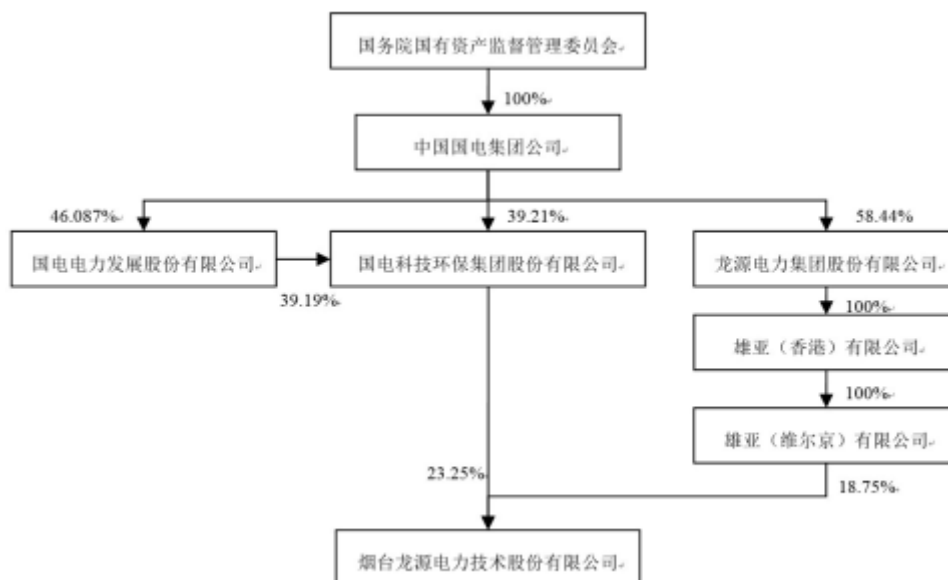 国务院国有资产监督管理委员会
100%
中国国电集团公司
46.087%
39.21%
58.44%
国电电力发展股份有限公司
国电科技环保集团股份有限公司
龙源电力集团股份有限公司
39.19%
100%
雄亚（香港）有限公司
100%
雄亚（维尔京）有限公司
23.25%
18.75%
烟台龙源电力技术股份有限公司